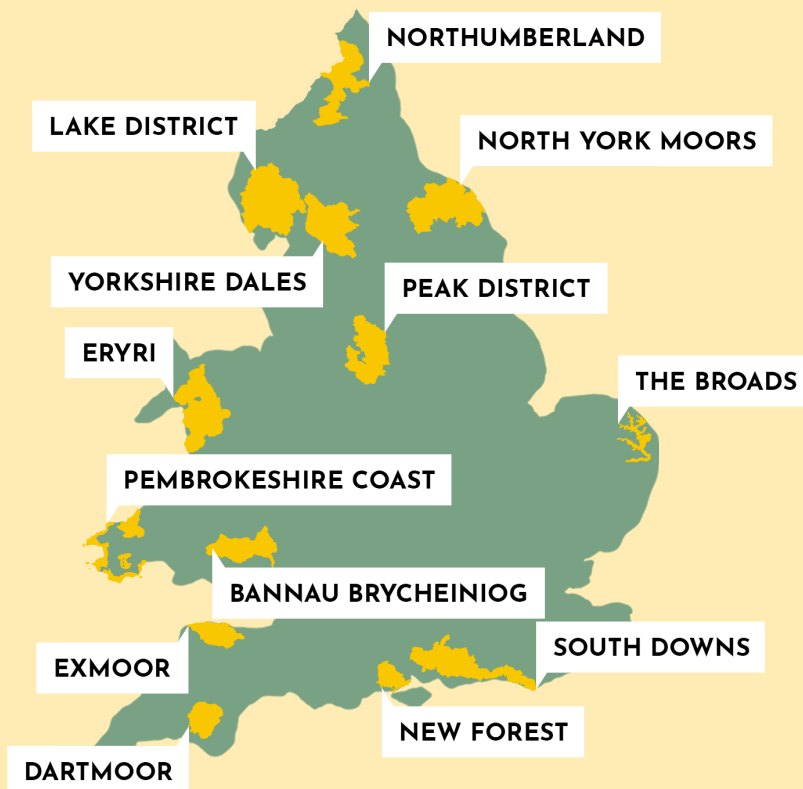 NORTHUMBERLAND
LAKE DISTRICT
NORTH YORK MOORS
YORKSHIRE DALES
PEAK DISTRICT
ERYRI
THE BROADS
PEMBROKESHIRE COAST
BANNAU BRYCHEINIOG
EXMOOR
SOUTH DOWNS
NEW FOREST
DARTMOOR